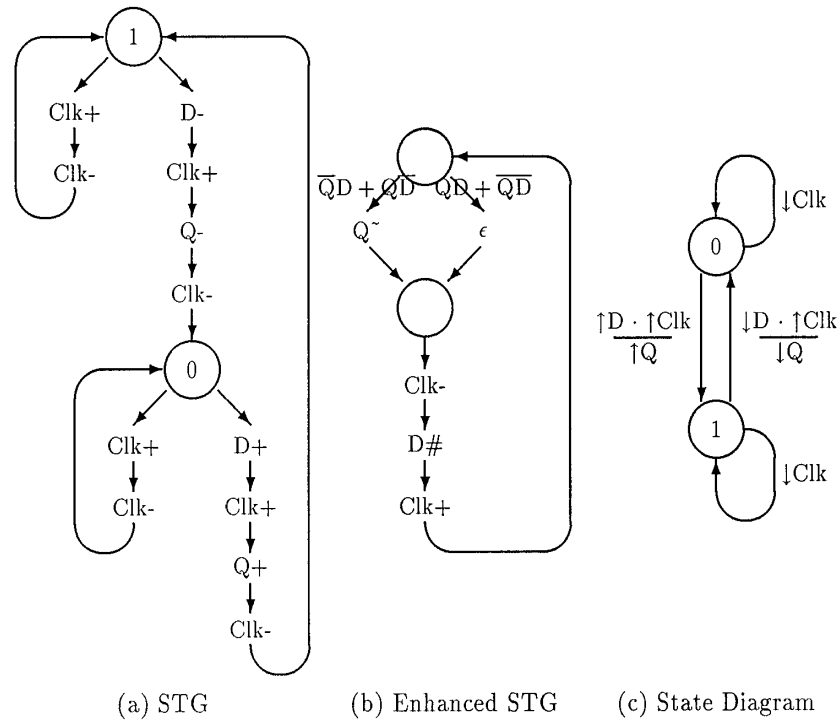 1
Clk+
D-
Clk-
Clk+
Q-
Clk-
0
Clk+
D+
Clk-
Clk+
Q+
Clk-
(a) STG
Q̅D + QD̅
QD + Q̅D̅
Q~
ϵ
Clk-
D#
Clk+
(b) Enhanced STG
↓Clk
0
↑D · ↑Clk
↑Q
↓D · ↑Clk
↓Q
1
↓Clk
(c) State Diagram